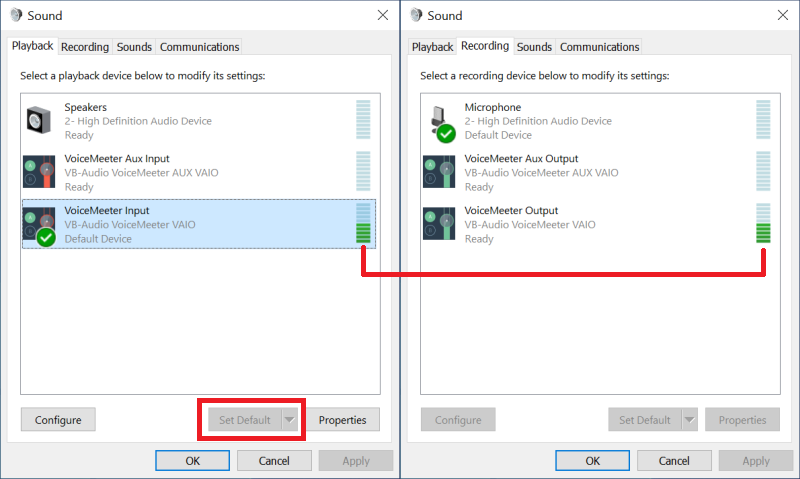 Sound
Playback Recording Sounds Communications
Select a playback device below to modify its settings:
Speakers
2- High Definition Audio Device
Ready
VoiceMeeter Aux Input
VB-Audio VoiceMeeter AUX VAIO
Ready
VoiceMeeter Input
VB-Audio VoiceMeeter VAIO
Default Device
Configure Set Default Properties
OK Cancel Apply
Sound
Playback Recording Sounds Communications
Select a recording device below to modify its settings:
Microphone
2- High Definition Audio Device
Default Device
VoiceMeeter Aux Output
VB-Audio VoiceMeeter AUX VAIO
Ready
VoiceMeeter Output
VB-Audio VoiceMeeter VAIO
Ready
Configure Set Default Properties
OK Cancel Apply